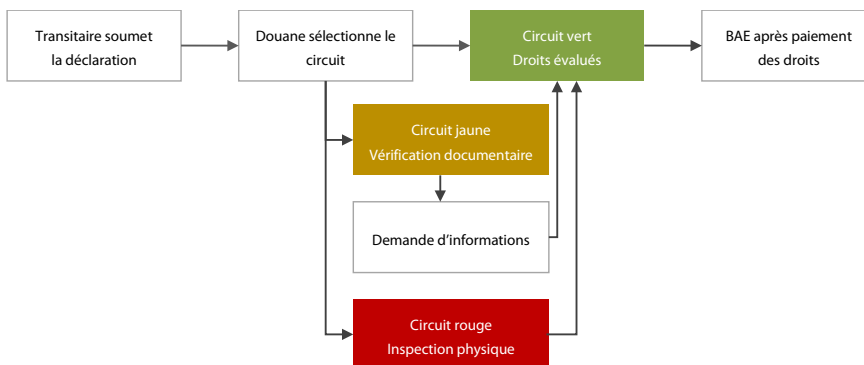 Transitaire soumet
la déclaration
Douane sélectionne le
circuit
Circuit vert
Droits évalués
BAE après paiement
des droits
Circuit jaune
Vérification documentaire
Demande d’informations
Circuit rouge
Inspection physique